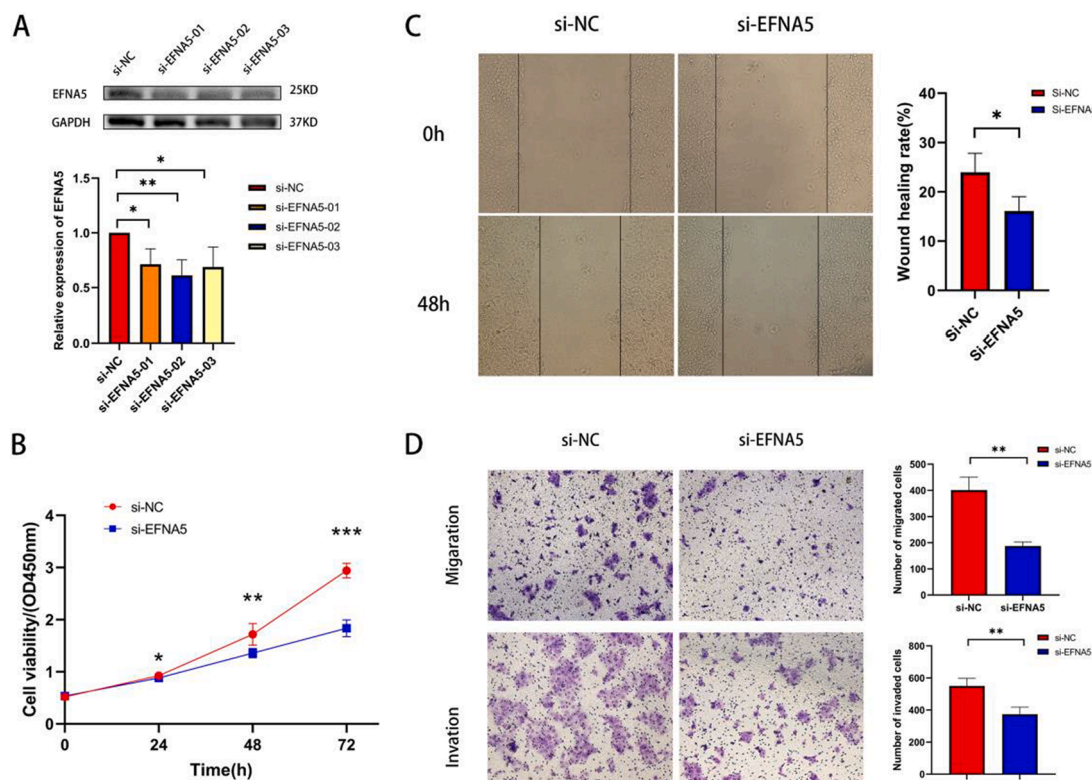 A
si-NC
si-EFNA5-01
si-EFNA5-02
si-EFNA5-03
EFNA5
25KD
GAPDH
37KD
Relative expression of EFNA5
1.5
1.0
0.5
0.0
*
**
*
si-NC
si-EFNA5-01
si-EFNA5-02
si-EFNA5-03
si-NC
si-EFNA5-01
si-EFNA5-02
si-EFNA5-03
B
si-NC
si-EFNA5
Cell viability/(OD450nm)
4
3
2
1
0
*
**
***
0 24 48 72
Time(h)
C
si-NC
si-EFNA5
0h
48h
Si-NC
Si-EFNA
Wound healing rate(%)
40
30
20
10
0
*
Si-NC
Si-EFNA5
D
si-NC
si-EFNA5
Migaration
Invation
si-NC
si-EFNA5
Number of migrated cells
500
400
300
200
100
0
**
si-NC si-EFNA5
si-NC
si-EFNA5
Number of invaded cells
800
600
400
200
0
**
si-NC si-EFNA5